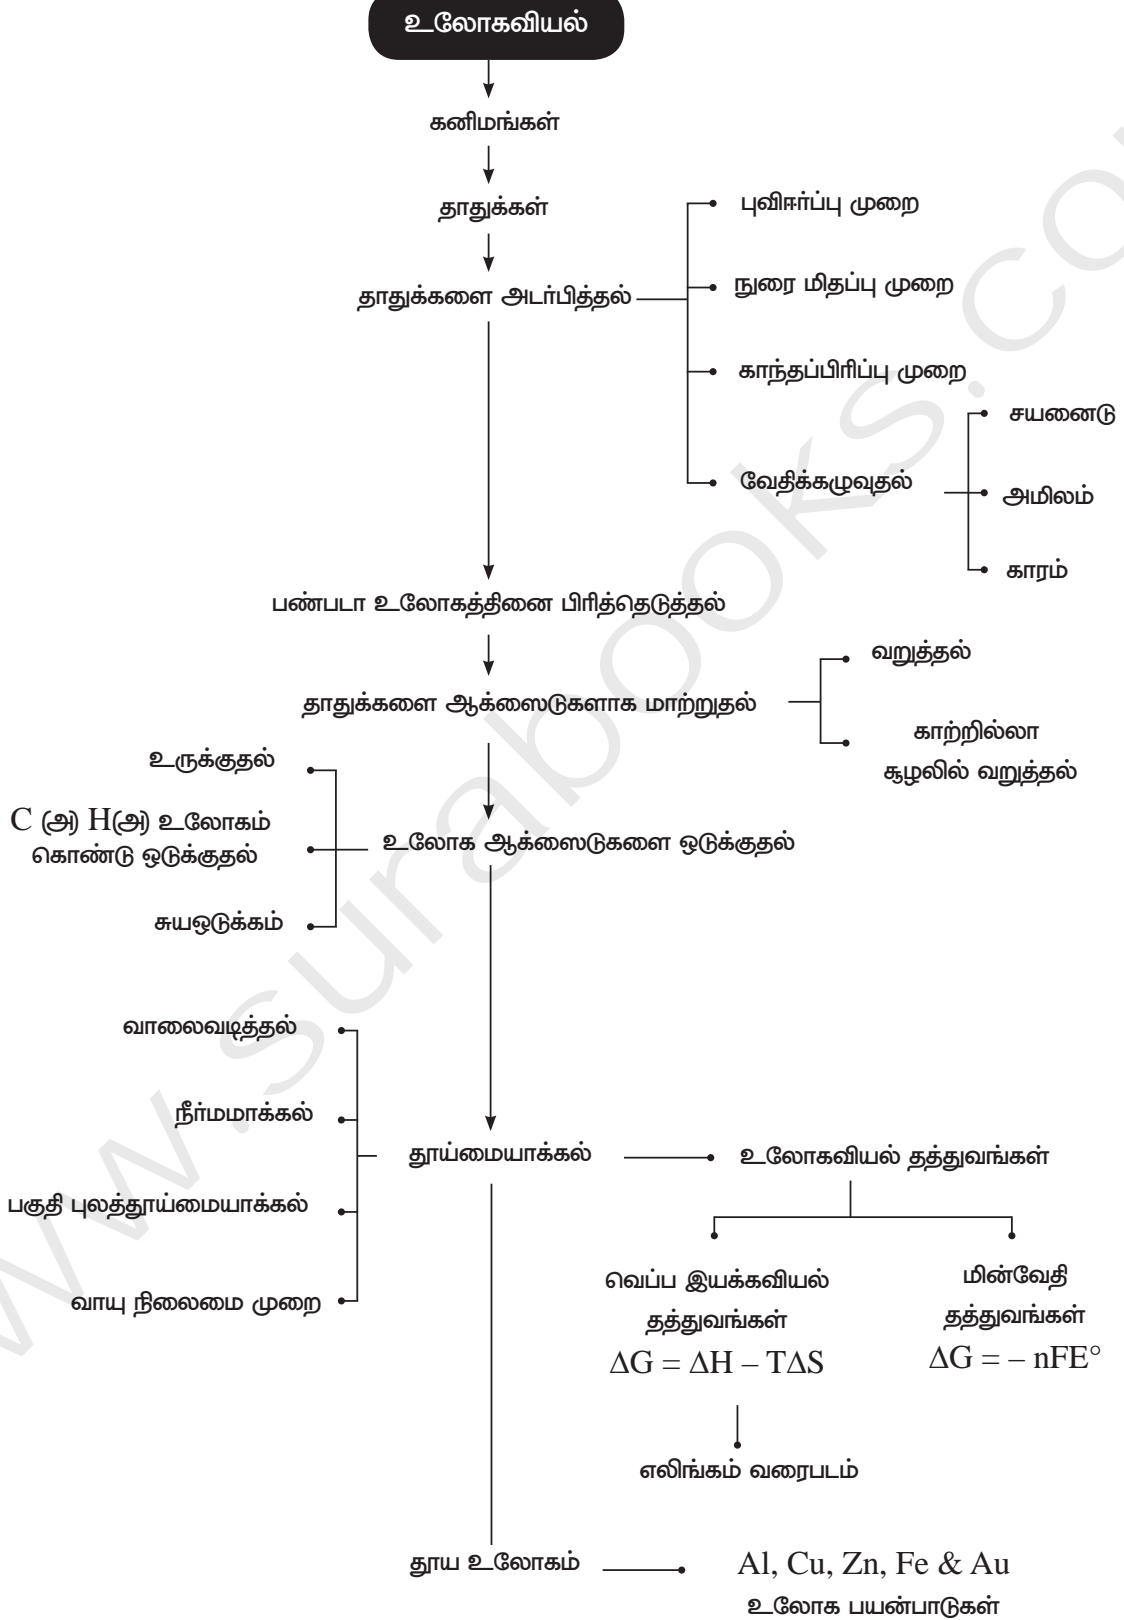 உலோகவியல்
கனிமங்கள்
தாதுக்கள்
புவிஈர்ப்பு முறை
நுரை மிதப்பு முறை
தாதுக்களை அடர்பித்தல்
காந்தப்பிரிப்பு முறை
சயனைடு
வேதிக்கழுவுதல்
அமிலம்
காரம்
பண்படா உலோகத்தினை பிரித்தெடுத்தல்
வறுத்தல்
தாதுக்களை ஆக்ஸைடுகளாக மாற்றுதல்
காற்றில்லா
சூழலில் வறுத்தல்
உருக்குதல்
C (அ) H(அ) உலோகம்
கொண்டு ஒடுக்குதல்
உலோக ஆக்ஸைடுகளை ஒடுக்குதல்
சுயஒடுக்கம்
வாலைவடித்தல்
நீர்மமாக்கல்
தூய்மையாக்கல்
உலோகவியல் தத்துவங்கள்
பகுதி புலத்தூய்மையாக்கல்
வாயு நிலைமை முறை
வெப்ப இயக்கவியல்
தத்துவங்கள்
ΔG = ΔH – TΔS
மின்வேதி
தத்துவங்கள்
ΔG = – nFE°
எலிங்கம் வரைபடம்
தூய உலோகம்
Al, Cu, Zn, Fe & Au
உலோக பயன்பாடுகள்
www.surabooks.co